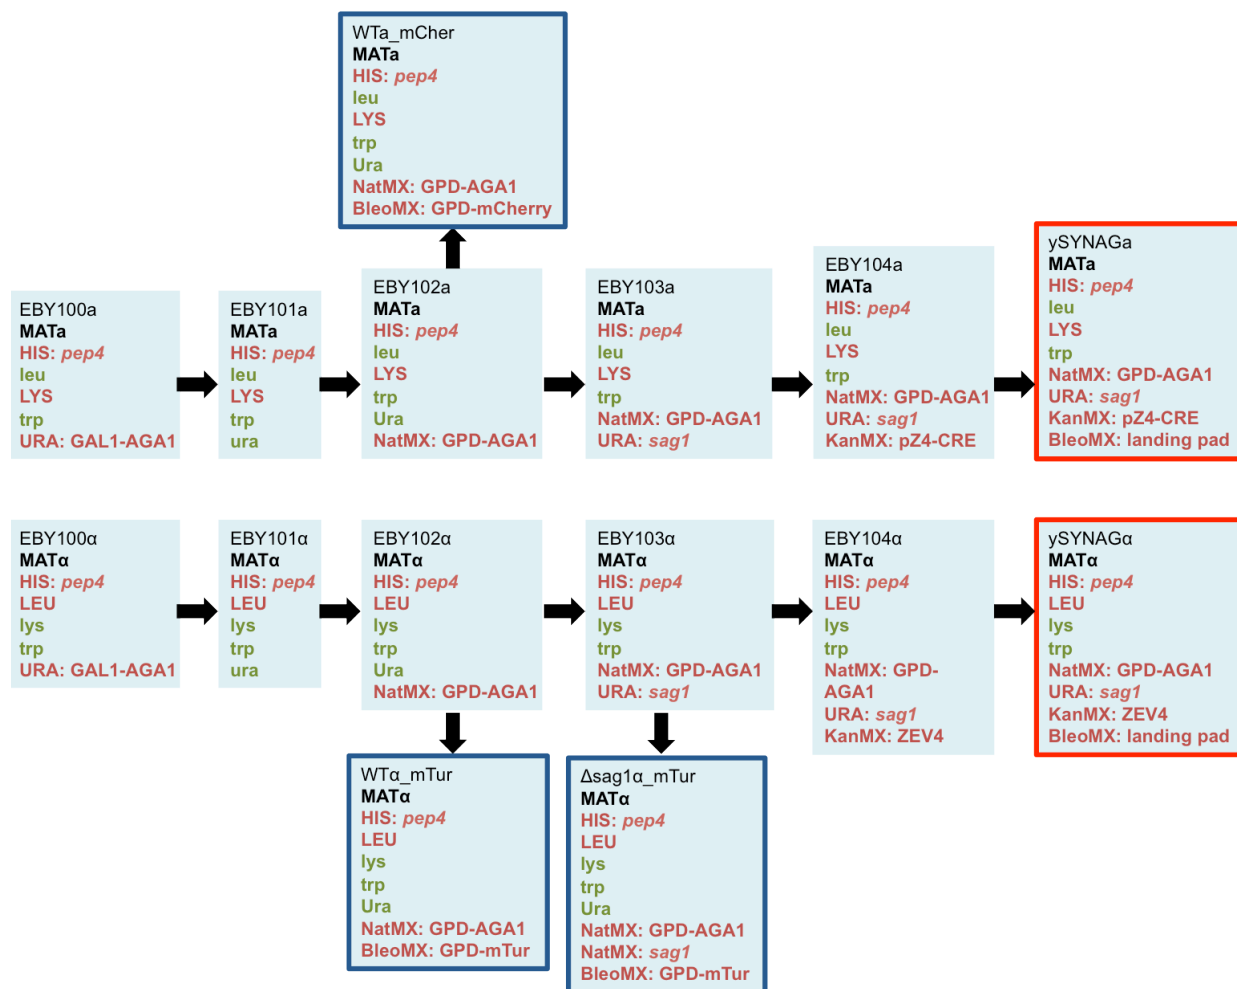 WTa_mCher
MATa
HIS: pep4
leu
LYS
trp
Ura
NatMX: GPD-AGA1
BleoMX: GPD-mCherry
EBY100a
MATa
HIS: pep4
leu
LYS
trp
URA: GAL1-AGA1
EBY101a
MATa
HIS: pep4
leu
LYS
trp
ura
EBY102a
MATa
HIS: pep4
leu
LYS
trp
Ura
NatMX: GPD-AGA1
EBY103a
MATa
HIS: pep4
leu
LYS
trp
NatMX: GPD-AGA1
URA: sag1
EBY104a
MATa
HIS: pep4
leu
LYS
trp
NatMX: GPD-AGA1
URA: sag1
KanMX: pZ4-CRE
ySYNAGa
MATa
HIS: pep4
leu
LYS
trp
NatMX: GPD-AGA1
URA: sag1
KanMX: pZ4-CRE
BleoMX: landing pad
EBY100α
MATα
HIS: pep4
LEU
lys
trp
URA: GAL1-AGA1
EBY101α
MATα
HIS: pep4
LEU
lys
trp
ura
EBY102α
MATα
HIS: pep4
LEU
lys
trp
Ura
NatMX: GPD-AGA1
EBY103α
MATα
HIS: pep4
LEU
lys
trp
NatMX: GPD-AGA1
URA: sag1
EBY104α
MATα
HIS: pep4
LEU
lys
trp
NatMX: GPD-
AGA1
URA: sag1
KanMX: ZEV4
ySYNAGα
MATα
HIS: pep4
LEU
lys
trp
NatMX: GPD-AGA1
URA: sag1
KanMX: ZEV4
BleoMX: landing pad
WTα_mTur
MATα
HIS: pep4
LEU
lys
trp
Ura
NatMX: GPD-AGA1
BleoMX: GPD-mTur
Δsag1α_mTur
MATα
HIS: pep4
LEU
lys
trp
Ura
NatMX: GPD-AGA1
NatMX: sag1
BleoMX: GPD-mTur